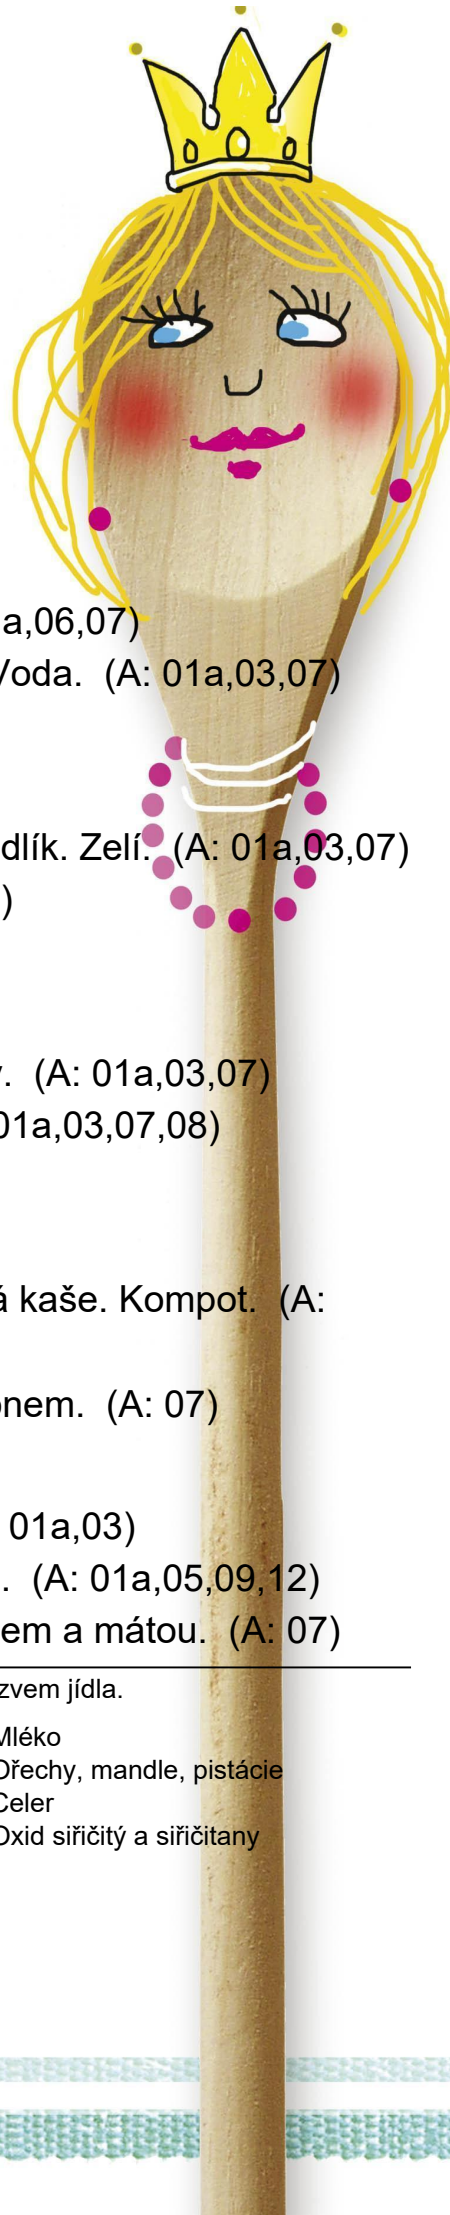 a,06,07)
Voda. (A: 01a,03,07)
dlík. Zelí. (A: 01a,03,07)
)
. (A: 01a,03,07)
01a,03,07,08)
á kaše. Kompot. (A:
onem. (A: 07)
01a,03)
. (A: 01a,05,09,12)
em a mátou. (A: 07)
zvem jídla.
Mléko
Ořechy, mandle, pistácie
Celer
Oxid siřičitý a siřičitany